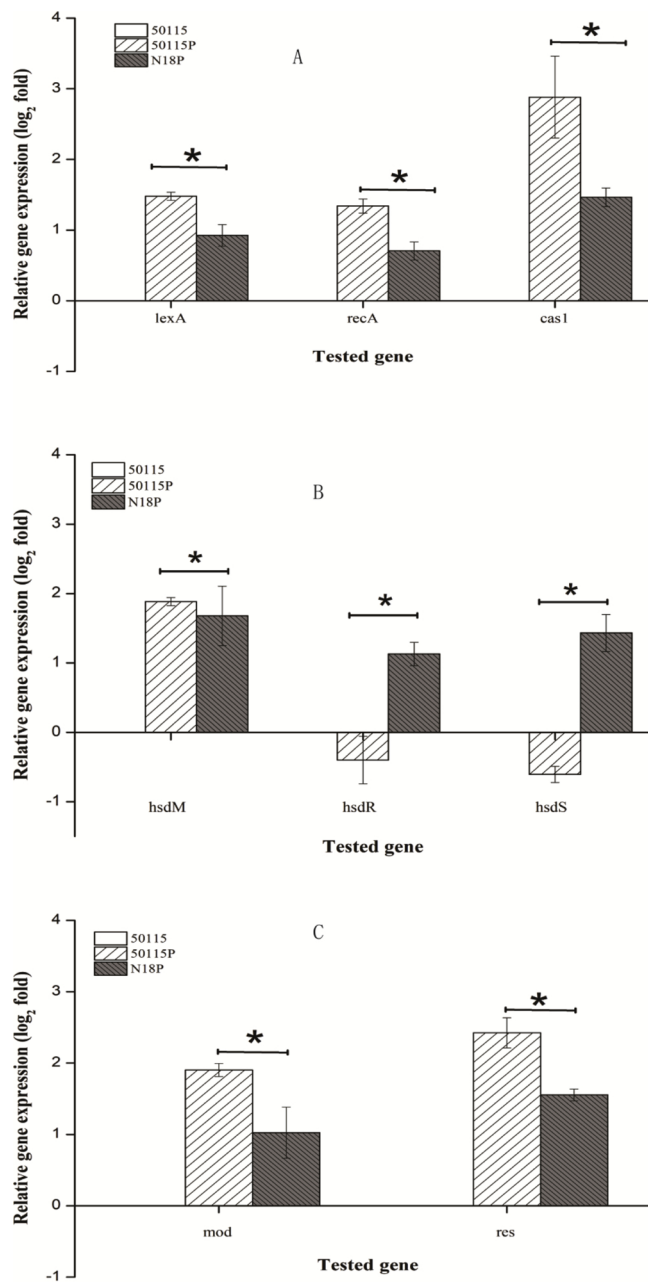 A
50115
50115P
N18P
Relative gene expression (log2 fold)
4
3
2
1
0
-1
*
*
*
lexA
recA
cas1
Tested gene
B
50115
50115P
N18P
Relative gene expression (log2 fold)
4
3
2
1
0
-1
*
*
*
hsdM
hsdR
hsdS
Tested gene
C
50115
50115P
N18P
Relative gene expression (log2 fold)
4
3
2
1
0
-1
*
*
mod
res
Tested gene